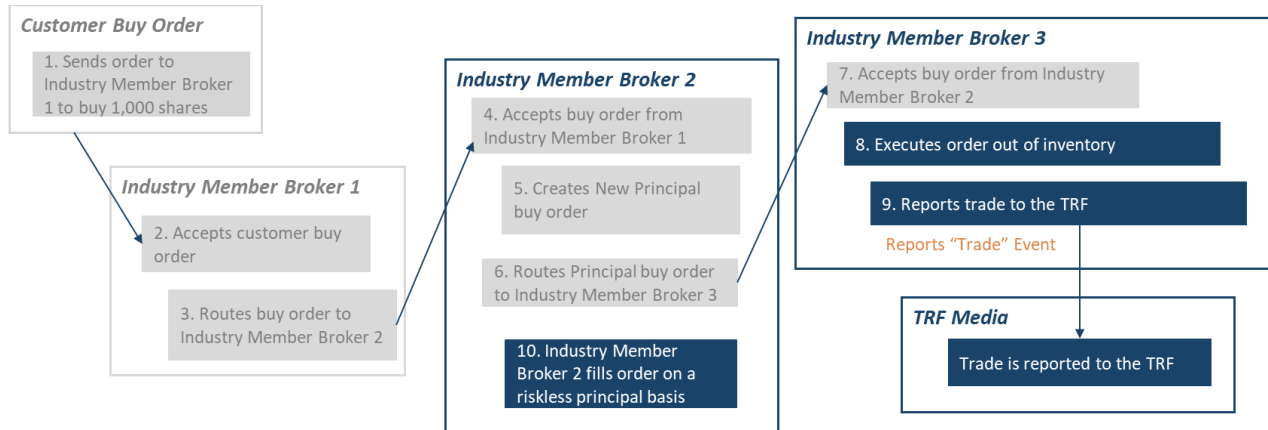 Customer Buy Order
1. Sends order to
Industry Member Broker
1 to buy 1,000 shares
Industry Member Broker 1
2. Accepts customer buy
order
3. Routes buy order to
Industry Member Broker 2
Industry Member Broker 2
4. Accepts buy order from
Industry Member Broker 1
5. Creates New Principal
buy order
6. Routes Principal buy order
to Industry Member Broker 3
10. Industry Member
Broker 2 fills order on a
riskless principal basis
Industry Member Broker 3
7. Accepts buy order from Industry
Member Broker 2
8. Executes order out of inventory
9. Reports trade to the TRF
Reports “Trade” Event
TRF Media
Trade is reported to the TRF